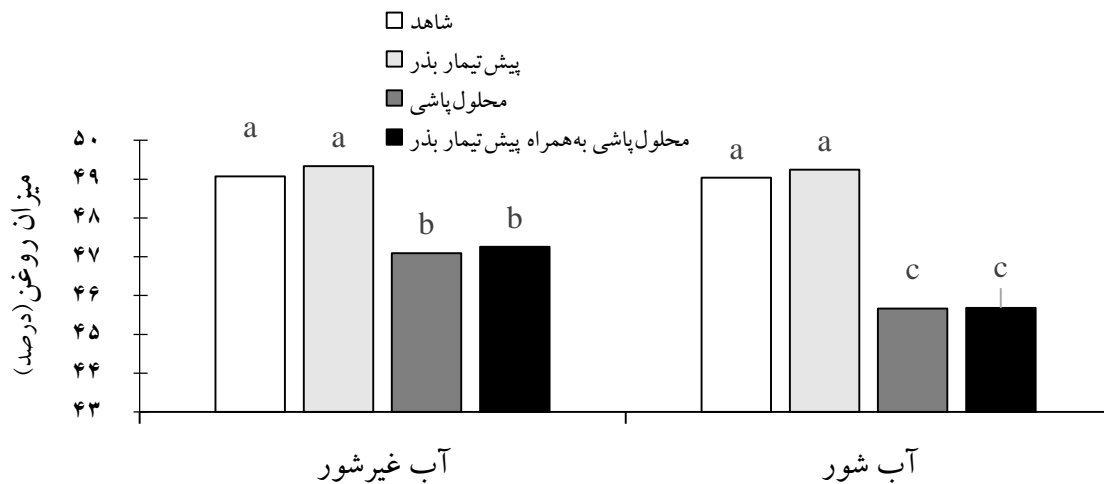 شاهد
پیش‌تیمار بذر
محلول‌پاشی
محلول‌پاشی به‌همراه پیش‌تیمار بذر
میزان روغن(درصد)
۵۰
۴۹
۴۸
۴۷
۴۶
۴۵
۴۴
۴۳
a a b b a a c c
آب غیرشور آب شور